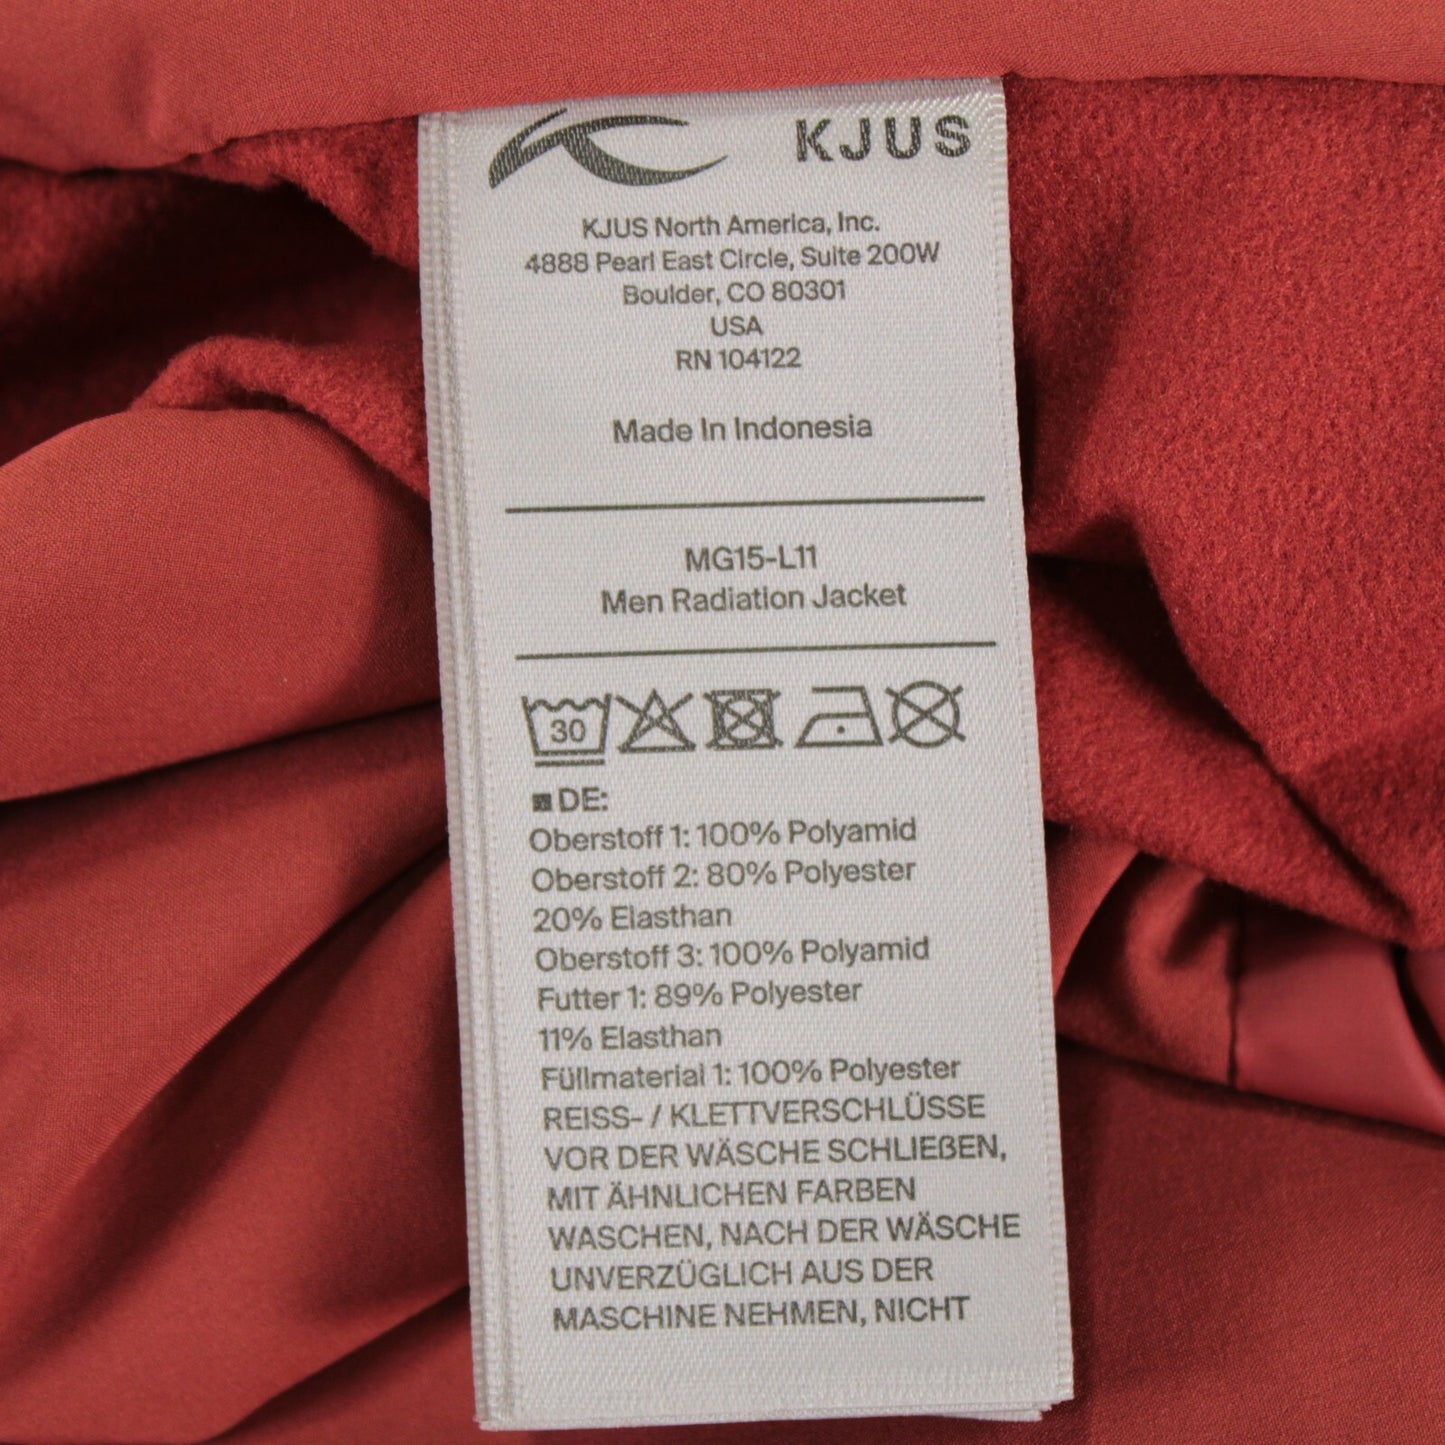 KJUS
KJUS North America, Inc.
4888 Pearl East Circle, Suite 200W
Boulder, CO 80301
USA
RN 104122
Made In Indonesia
MG15-L11
Men Radiation Jacket
30
DE:
Oberstoff 1: 100% Polyamid
Oberstoff 2: 80% Polyester
20% Elasthan
Oberstoff 3: 100% Polyamid
Futter 1: 89% Polyester
11% Elasthan
Füllmaterial 1: 100% Polyester
REISS- / KLETTVERSCHLÜSSE
VOR DER WÄSCHE SCHLIEßEN,
MIT ÄHNLICHEN FARBEN
WASCHEN, NACH DER WÄSCHE
UNVERZÜGLICH AUS DER
MASCHINE NEHMEN, NICHT